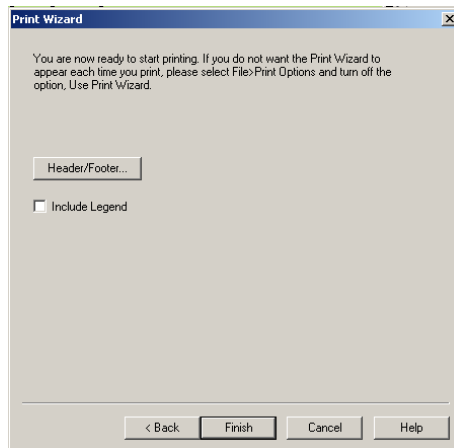 Print Wizard
You are now ready to start printing. If you do not want the Print Wizard to
appear each time you print, please select File>Print Options and turn off the
option, Use Print Wizard.
Header/Footer...
Include Legend
< Back Finish Cancel Help